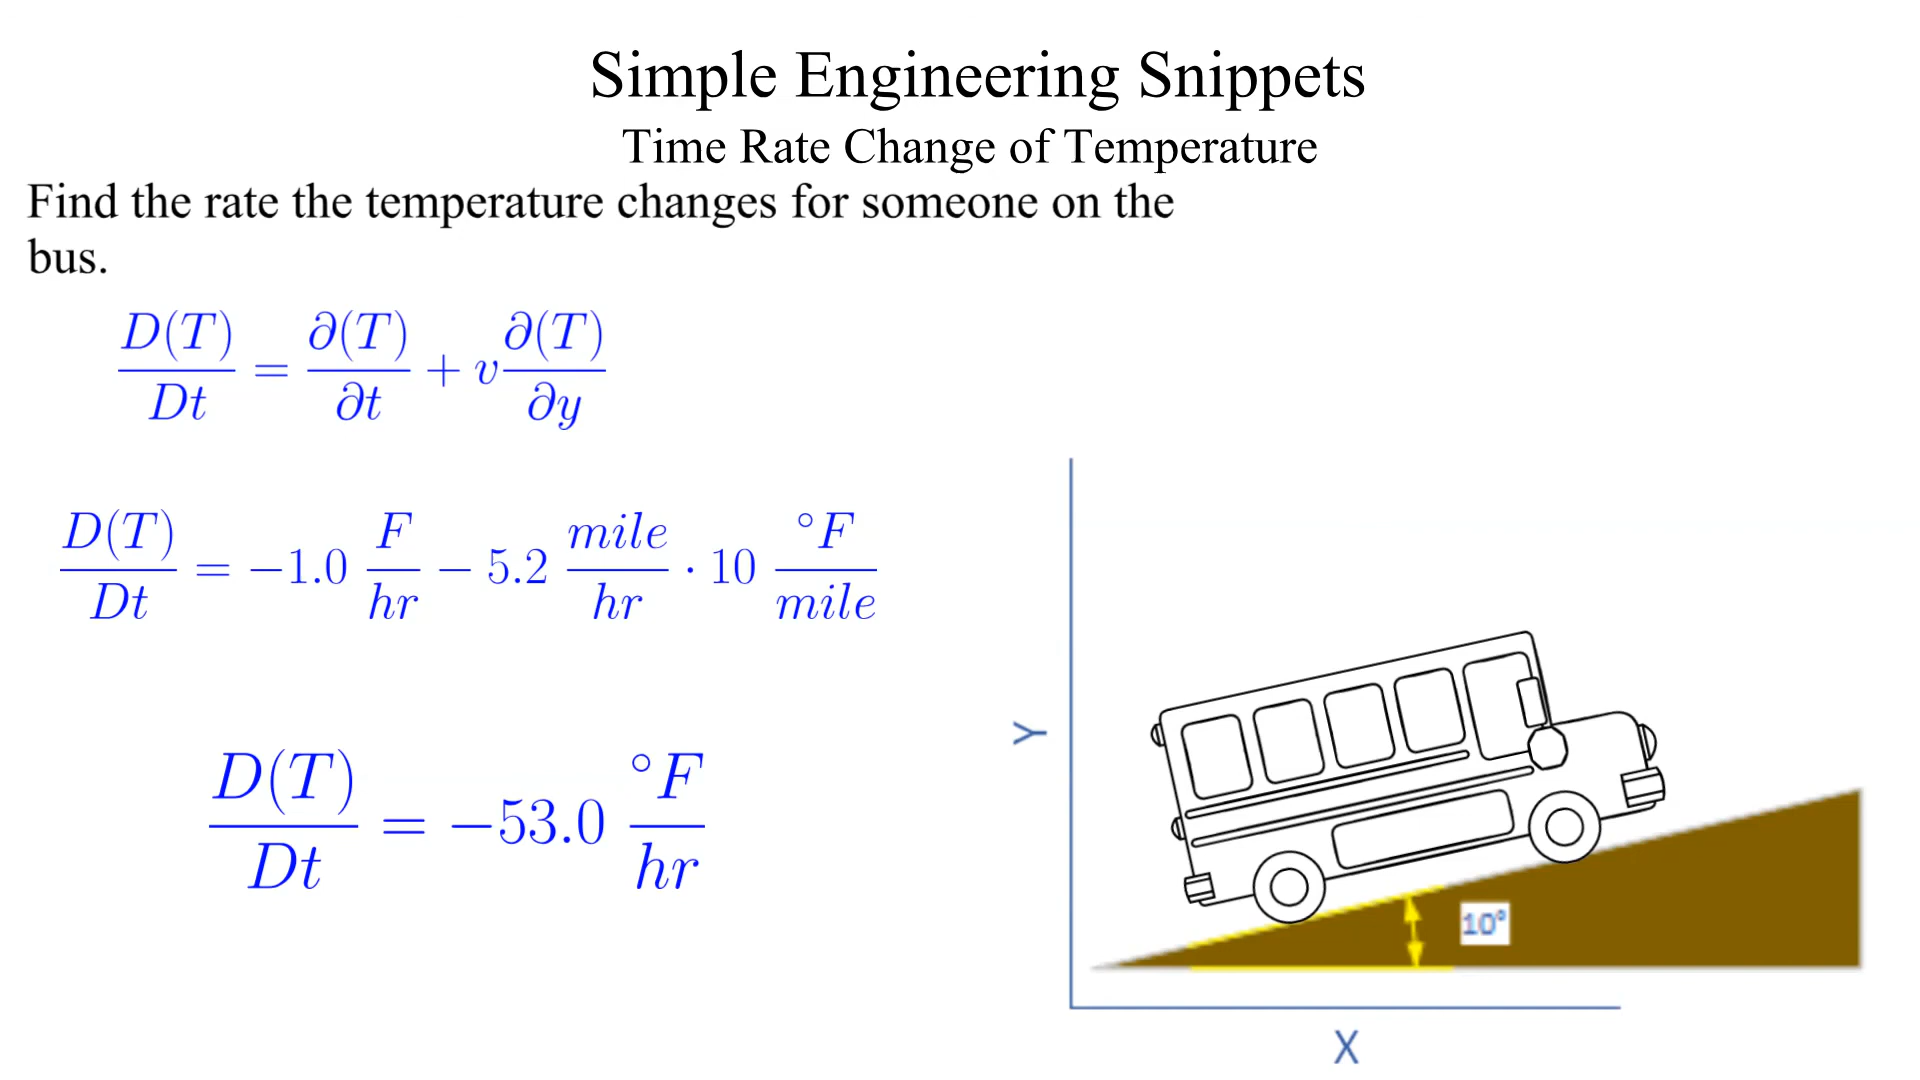 Simple Engineering Snippets
Time Rate Change of Temperature
Find the rate the temperature changes for someone on the
bus.
D(T)/Dt = ∂(T)/∂t + v ∂(T)/∂y
D(T)/Dt = −1.0 F/hr − 5.2 mile/hr · 10 °F/mile
D(T)/Dt = −53.0 °F/hr
Y
10°
X